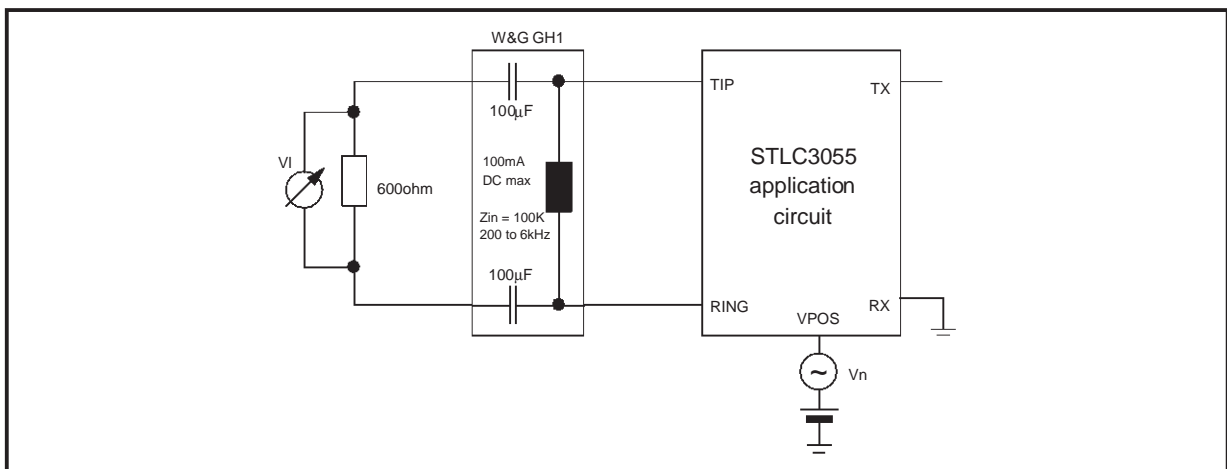 W&G GH1
100μF
TIP
TX
VI
600ohm
100mA
DC max
Zin = 100K
200 to 6kHz
STLC3055
application
circuit
100μF
RING
RX
VPOS
~
Vn